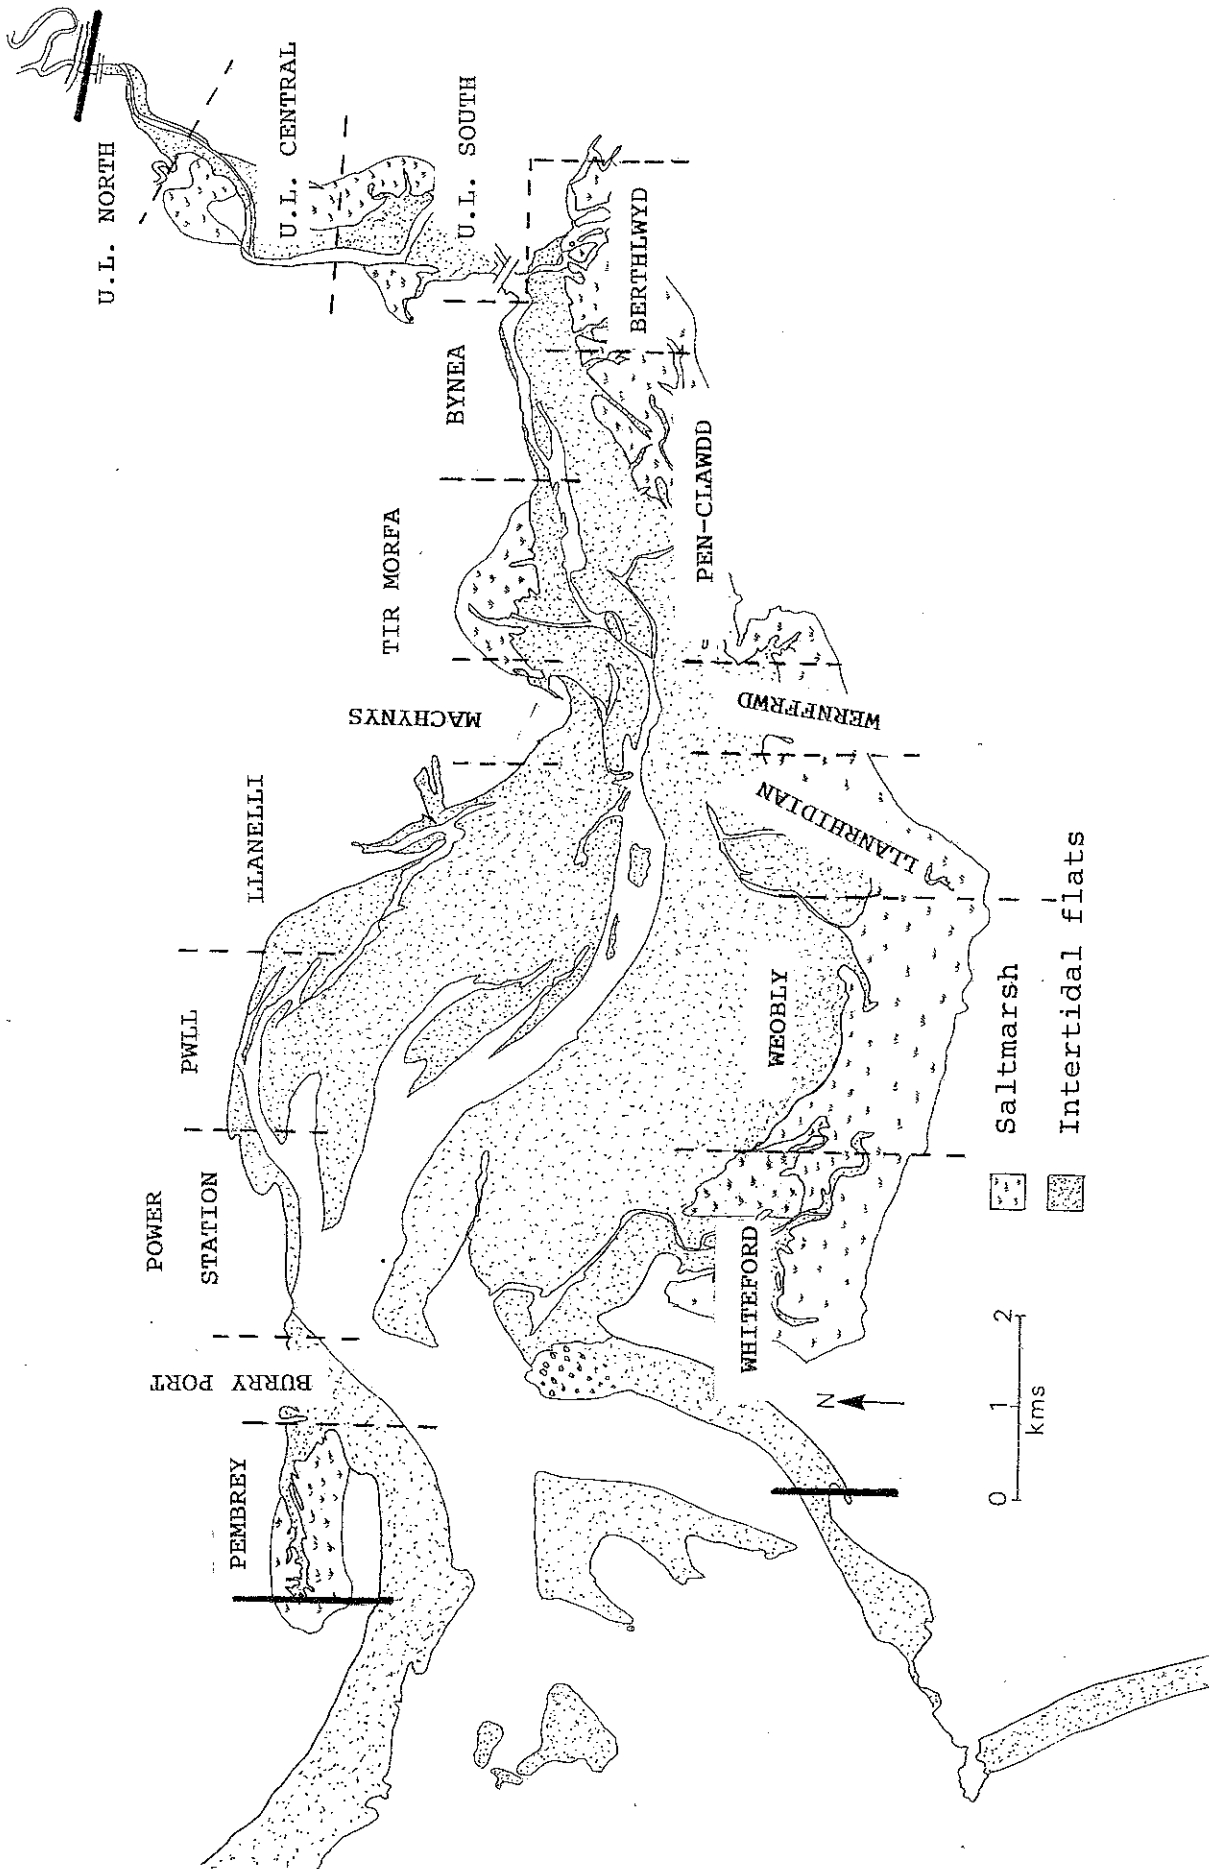 U.L. NORTH
U.L. CENTRAL
U.L. SOUTH
BYNEA
BERTHLWYD
TIR MORFA
PEN-CLAWDD
MACHYNYS
WERNFFRWD
LLANELLI
LLANRHIDIAN
PWLL
WEOBLY
POWER
STATION
WHITEFORD
BURRY PORT
PEMBREY
N
0 1 2
kms
Saltmarsh
Intertidal flats